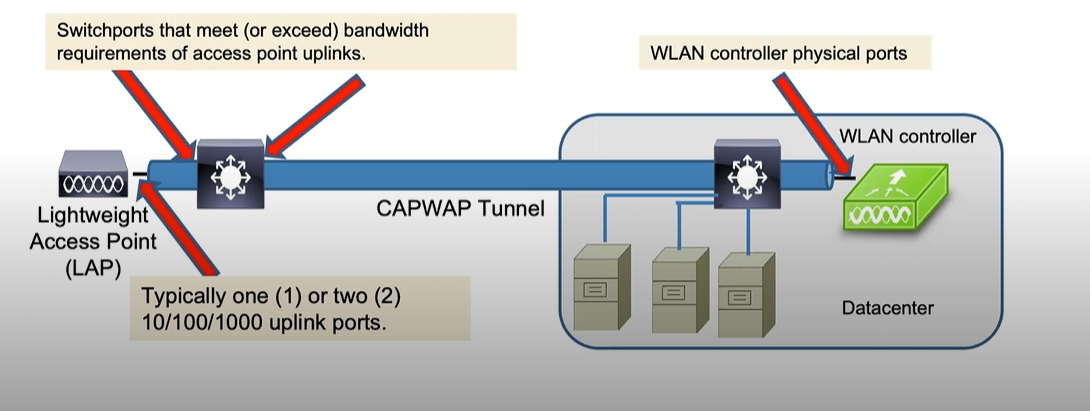 Switchports that meet (or exceed) bandwidth
requirements of access point uplinks.
WLAN controller physical ports
WLAN controller
Lightweight
Access Point
(LAP)
CAPWAP Tunnel
Typically one (1) or two (2)
10/100/1000 uplink ports.
Datacenter